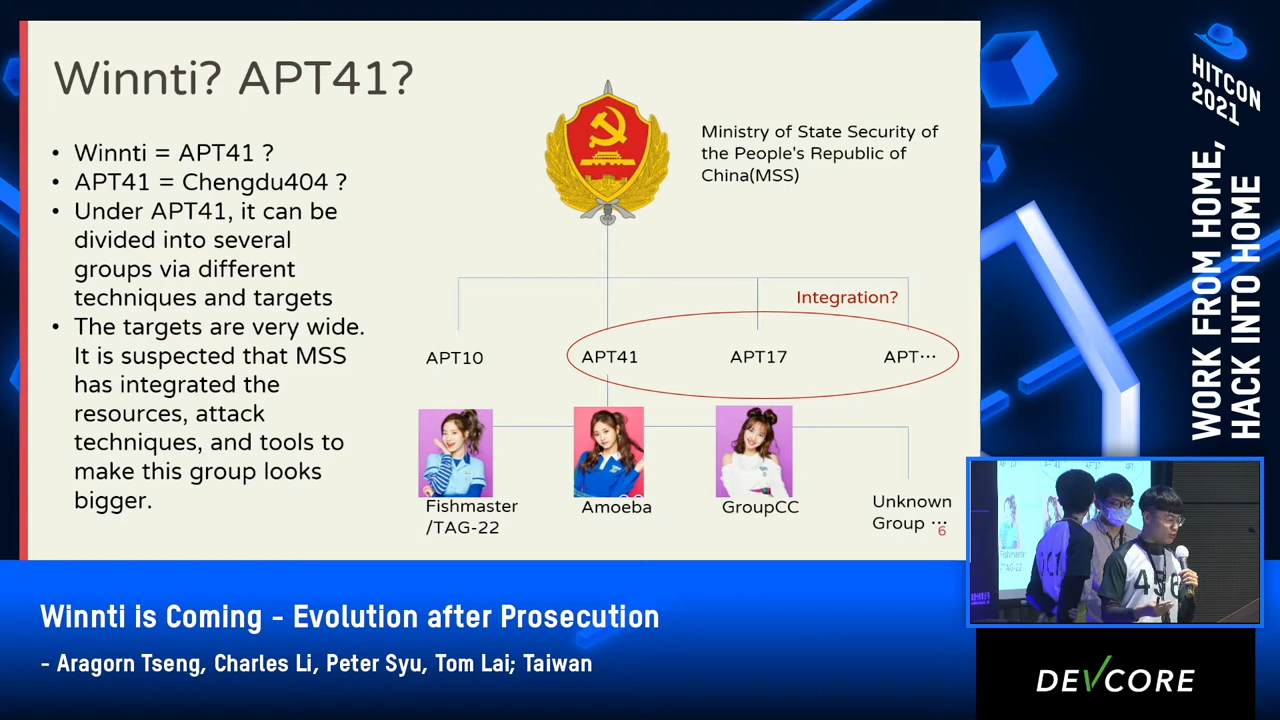 Winnti? APT41?
• Winnti = APT41 ?
• APT41 = Chengdu404 ?
• Under APT41, it can be
divided into several
groups via different
techniques and targets
• The targets are very wide.
It is suspected that MSS
has integrated the
resources, attack
techniques, and tools to
make this group looks
bigger.
Ministry of State Security of
the People's Republic of
China(MSS)
Integration?
APT10
APT41
APT17
APT…
Fishmaster
/TAG-22
Amoeba
GroupCC
Unknown
Group …
6
HITCON
2021
WORK FROM HOME,
HACK INTO HOME
Fishmaster
/TAG-22
Winnti is Coming - Evolution after Prosecution
- Aragorn Tseng, Charles Li, Peter Syu, Tom Lai; Taiwan
DEVCORE